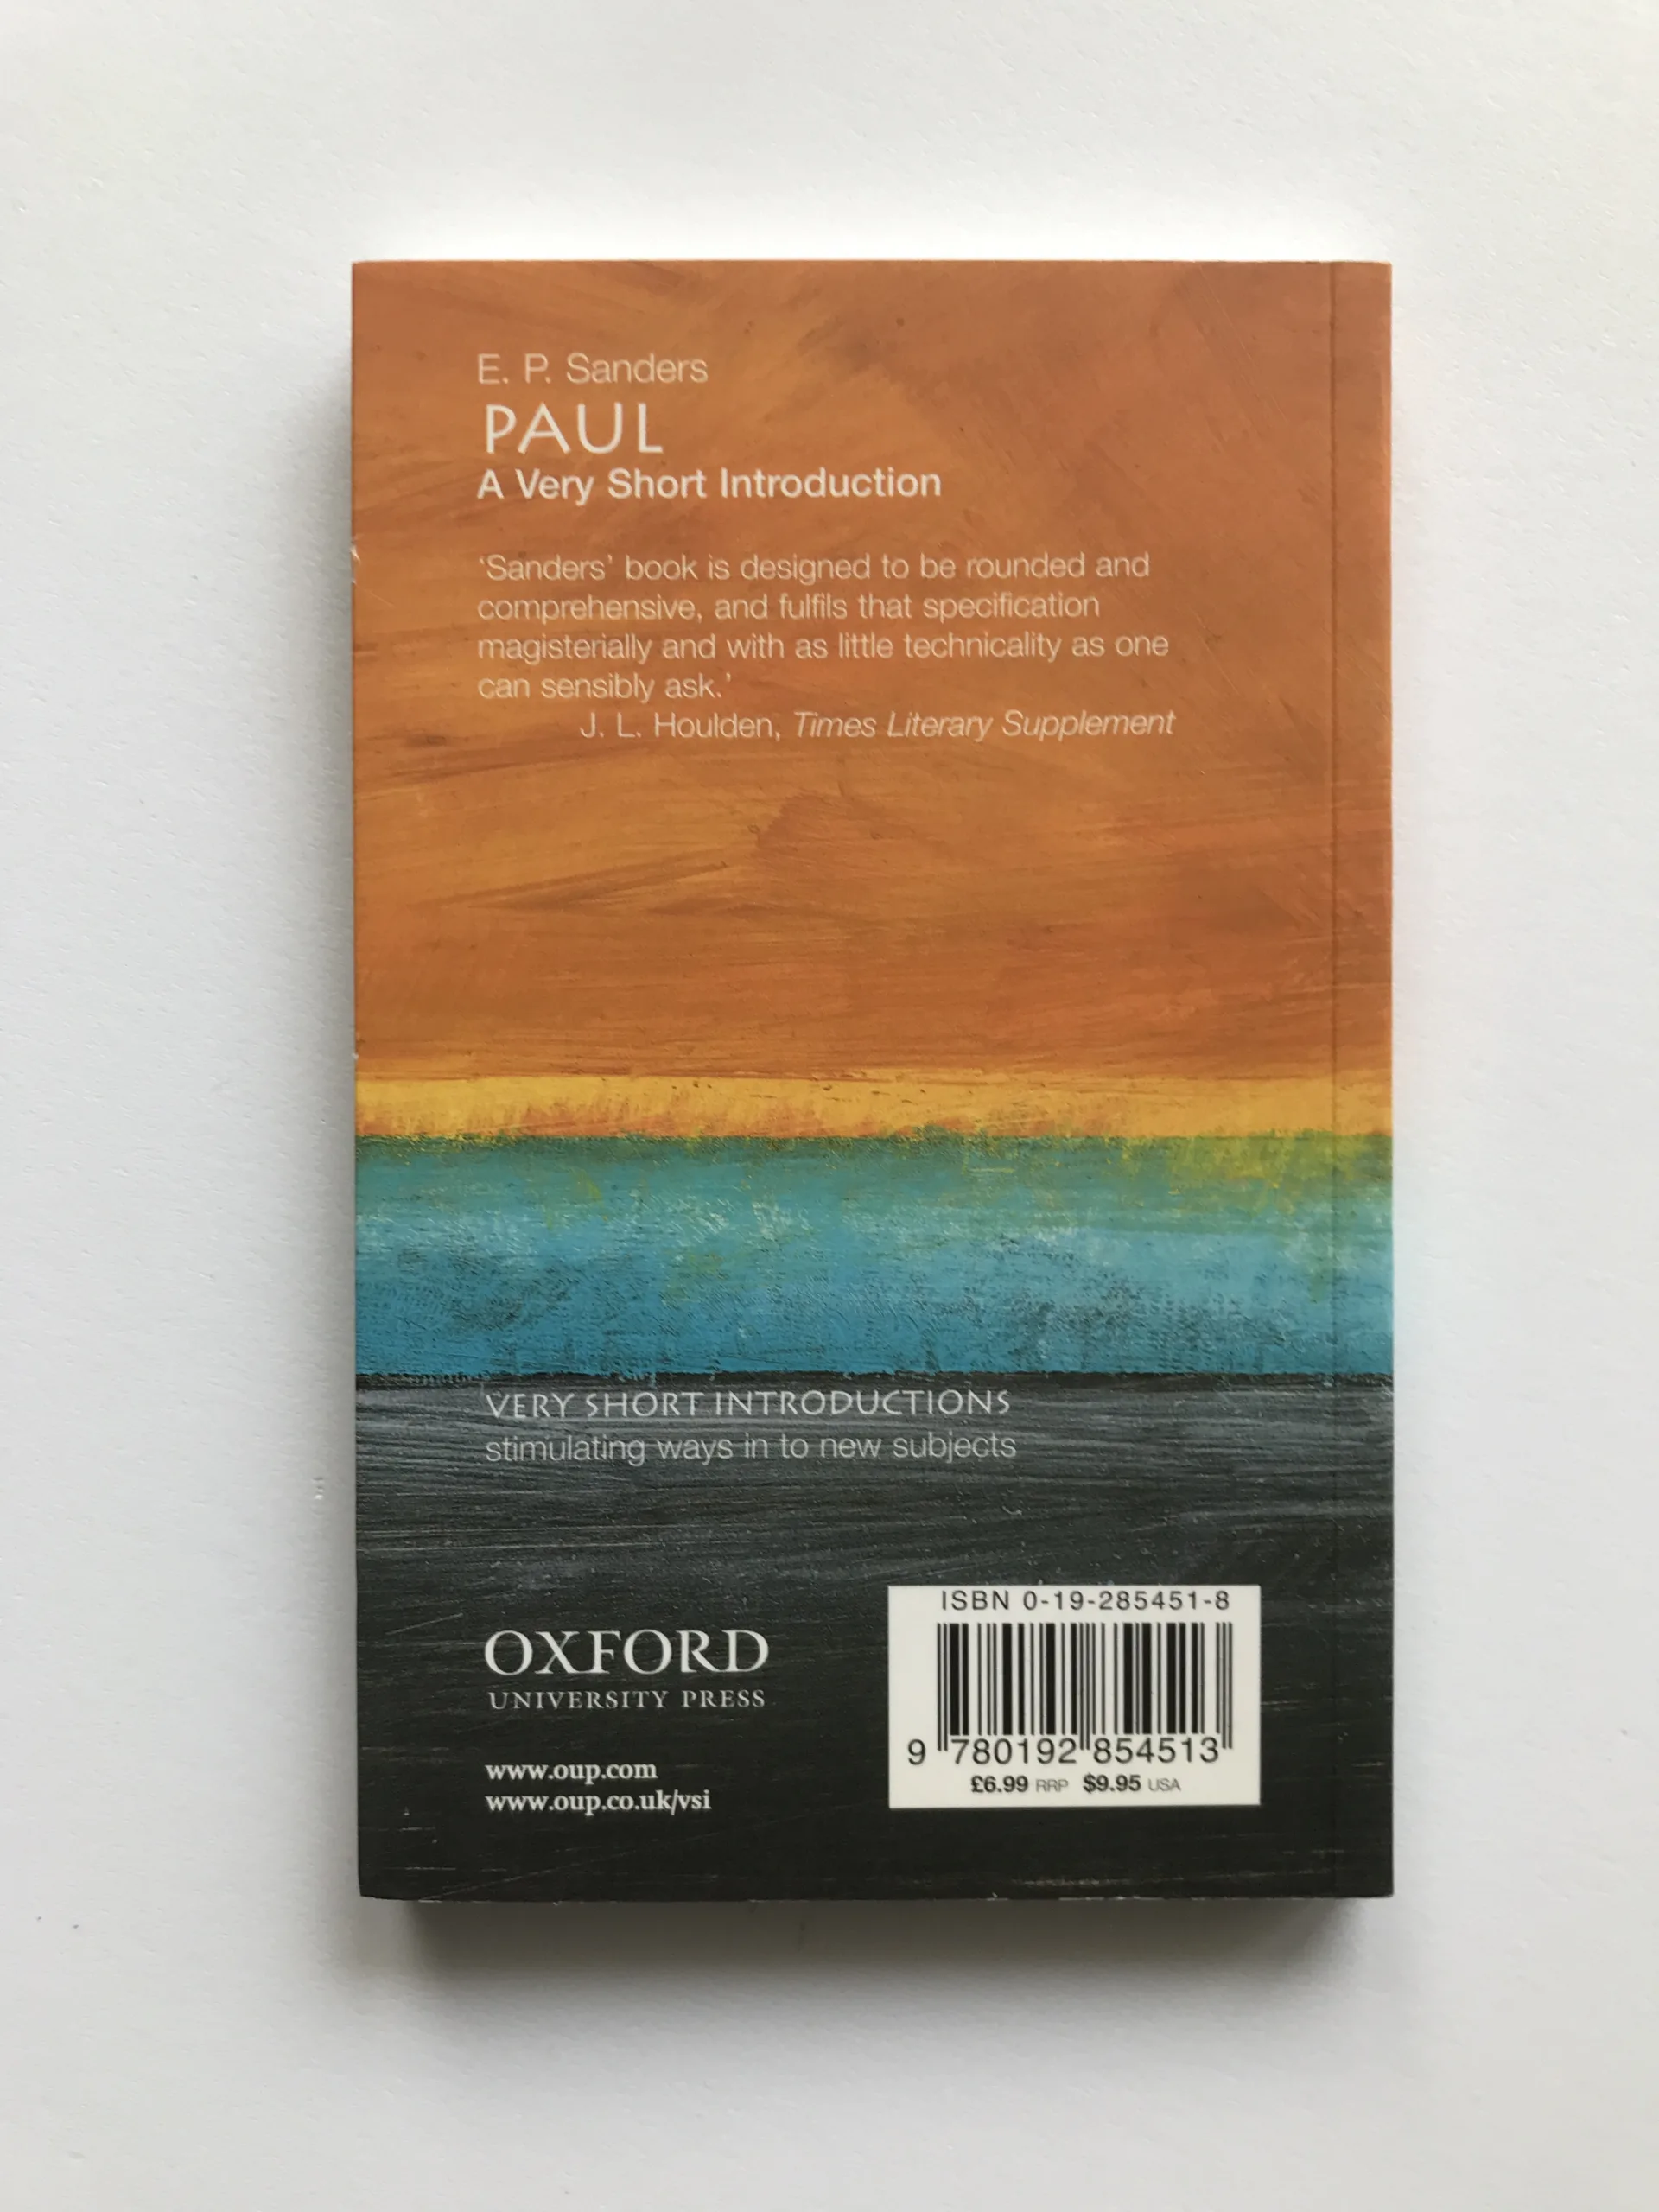 E. P. Sanders
PAUL
A Very Short Introduction
‘Sanders’ book is designed to be rounded and
comprehensive, and fulfils that specification
magisterially and with as little technicality as one
can sensibly ask.’
J. L. Houlden, Times Literary Supplement
VERY SHORT INTRODUCTIONS
stimulating ways in to new subjects
OXFORD
UNIVERSITY PRESS
www.oup.com
www.oup.co.uk/vsi
ISBN 0-19-285451-8
9 780192 854513
£6.99 RRP $9.95 USA